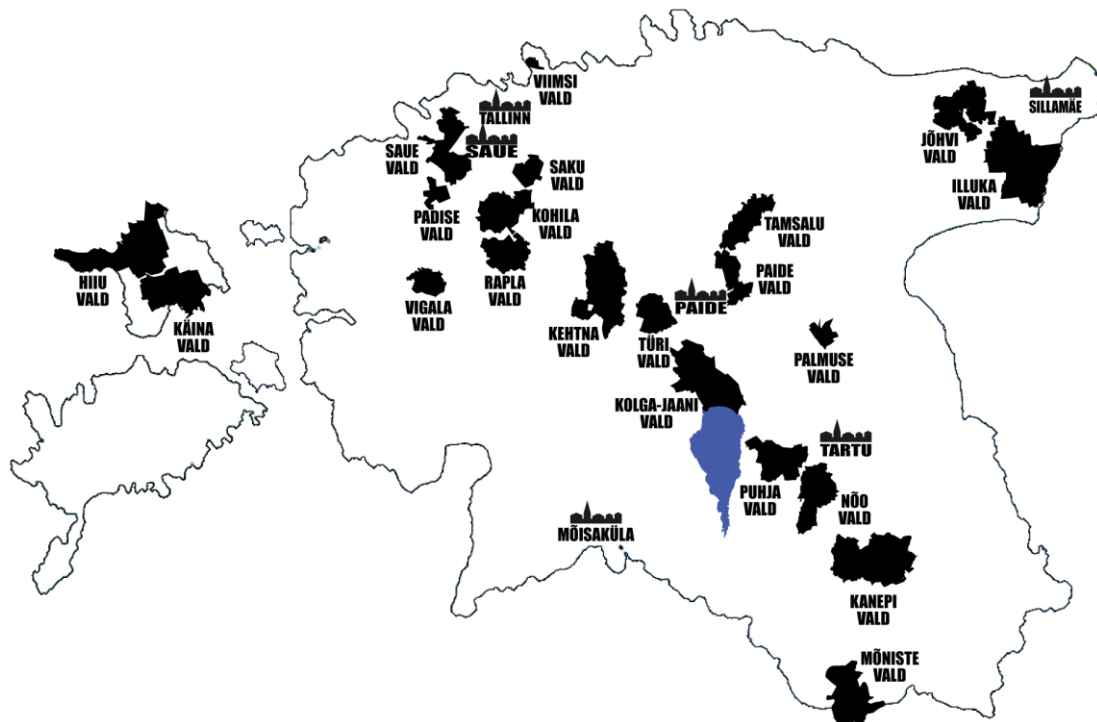 VIIMSI
VALD
TALLINN
SAUE
SAUE
VALD
SAKU
VALD
PADISE
VALD
KOHILA
VALD
RAPLA
VALD
VIGALA
VALD
HIIU
VALD
KÄINA
VALD
KEHTNA
VALD
TÜRI
VALD
PAIDE
PAIDE
VALD
TAMSALU
VALD
SILLAMÄE
JÕHVI
VALD
ILLUKA
VALD
PALMUSE
VALD
KOLGA-JAANI
VALD
TARTU
PUHJA
VALD
NÕO
VALD
MÕISAKÜLA
KANEPI
VALD
MÕNISTE
VALD